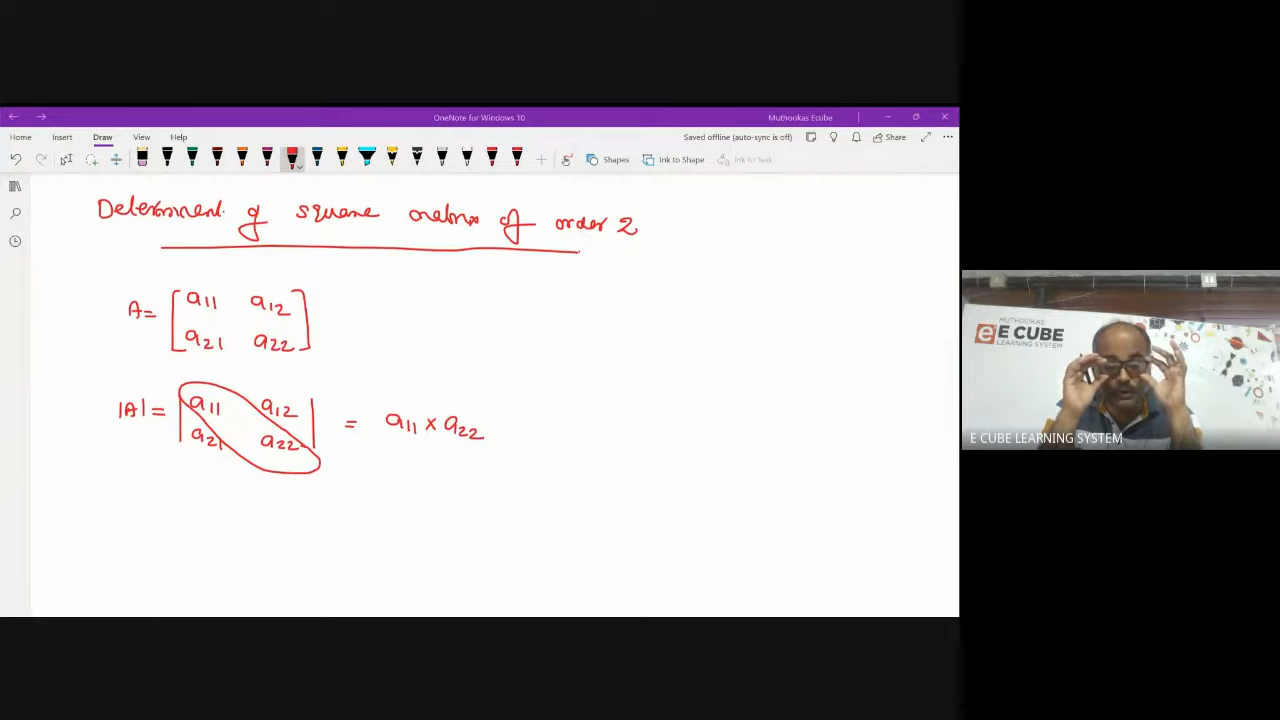 OneNote for Windows 10
Muthookas Ecube
Home Insert Draw View Help
Saved offline (auto-sync is off)
Share
Shapes
Ink to Shape
Ink to Text
Determinent of square matrix of order 2
A= [a11 a12
a21 a22]
|A| = |a11 a12
a21 a22| = a11 × a22
MUTHOOKAS
e E CUBE
LEARNING SYSTEM
E CUBE LEARNING SYSTEM